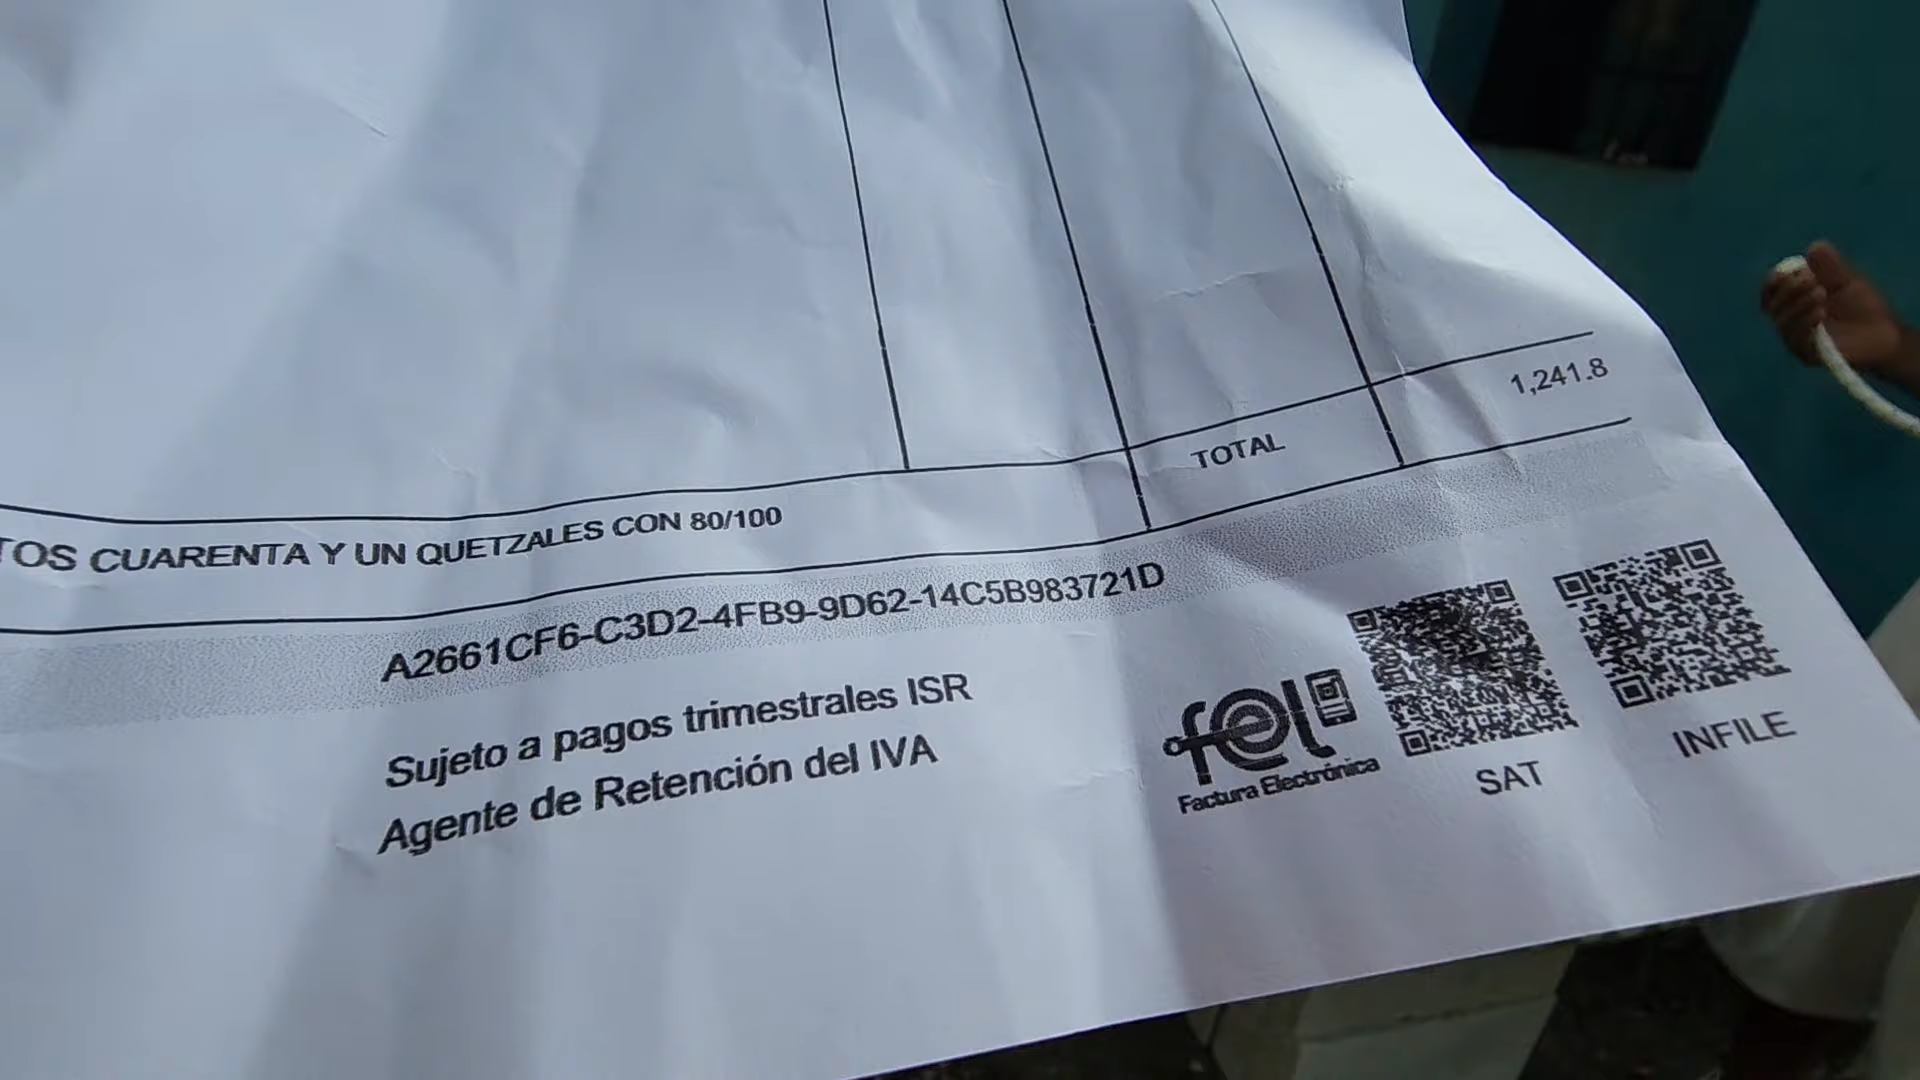 1,241.8
TOTAL
TOS CUARENTA Y UN QUETZALES CON 80/100
A2661CF6-C3D2-4FB9-9D62-14C5B983721D
Sujeto a pagos trimestrales ISR
Agente de Retención del IVA
fel
Factura Electrónica
SAT
INFILE